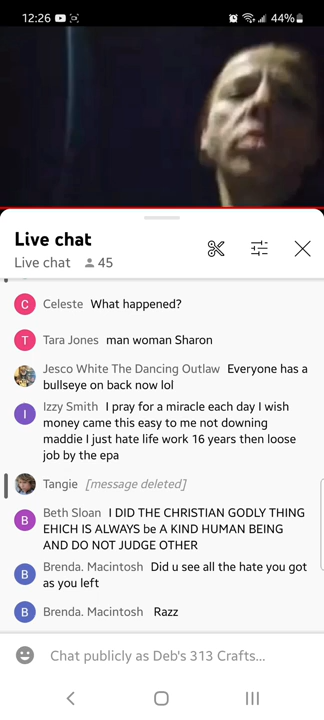 12:26 44%
Live chat
Live chat 45
C Celeste What happened?
T Tara Jones man woman Sharon
Jesco White The Dancing Outlaw Everyone has a
bullseye on back now lol
I Izzy Smith I pray for a miracle each day I wish
money came this easy to me not downing
maddie I just hate life work 16 years then loose
job by the epa
Tangie [message deleted]
B Beth Sloan I DID THE CHRISTIAN GODLY THING
EHICH IS ALWAYS be A KIND HUMAN BEING
AND DO NOT JUDGE OTHER
B Brenda. Macintosh Did u see all the hate you got
as you left
B Brenda. Macintosh Razz
Chat publicly as Deb's 313 Crafts...